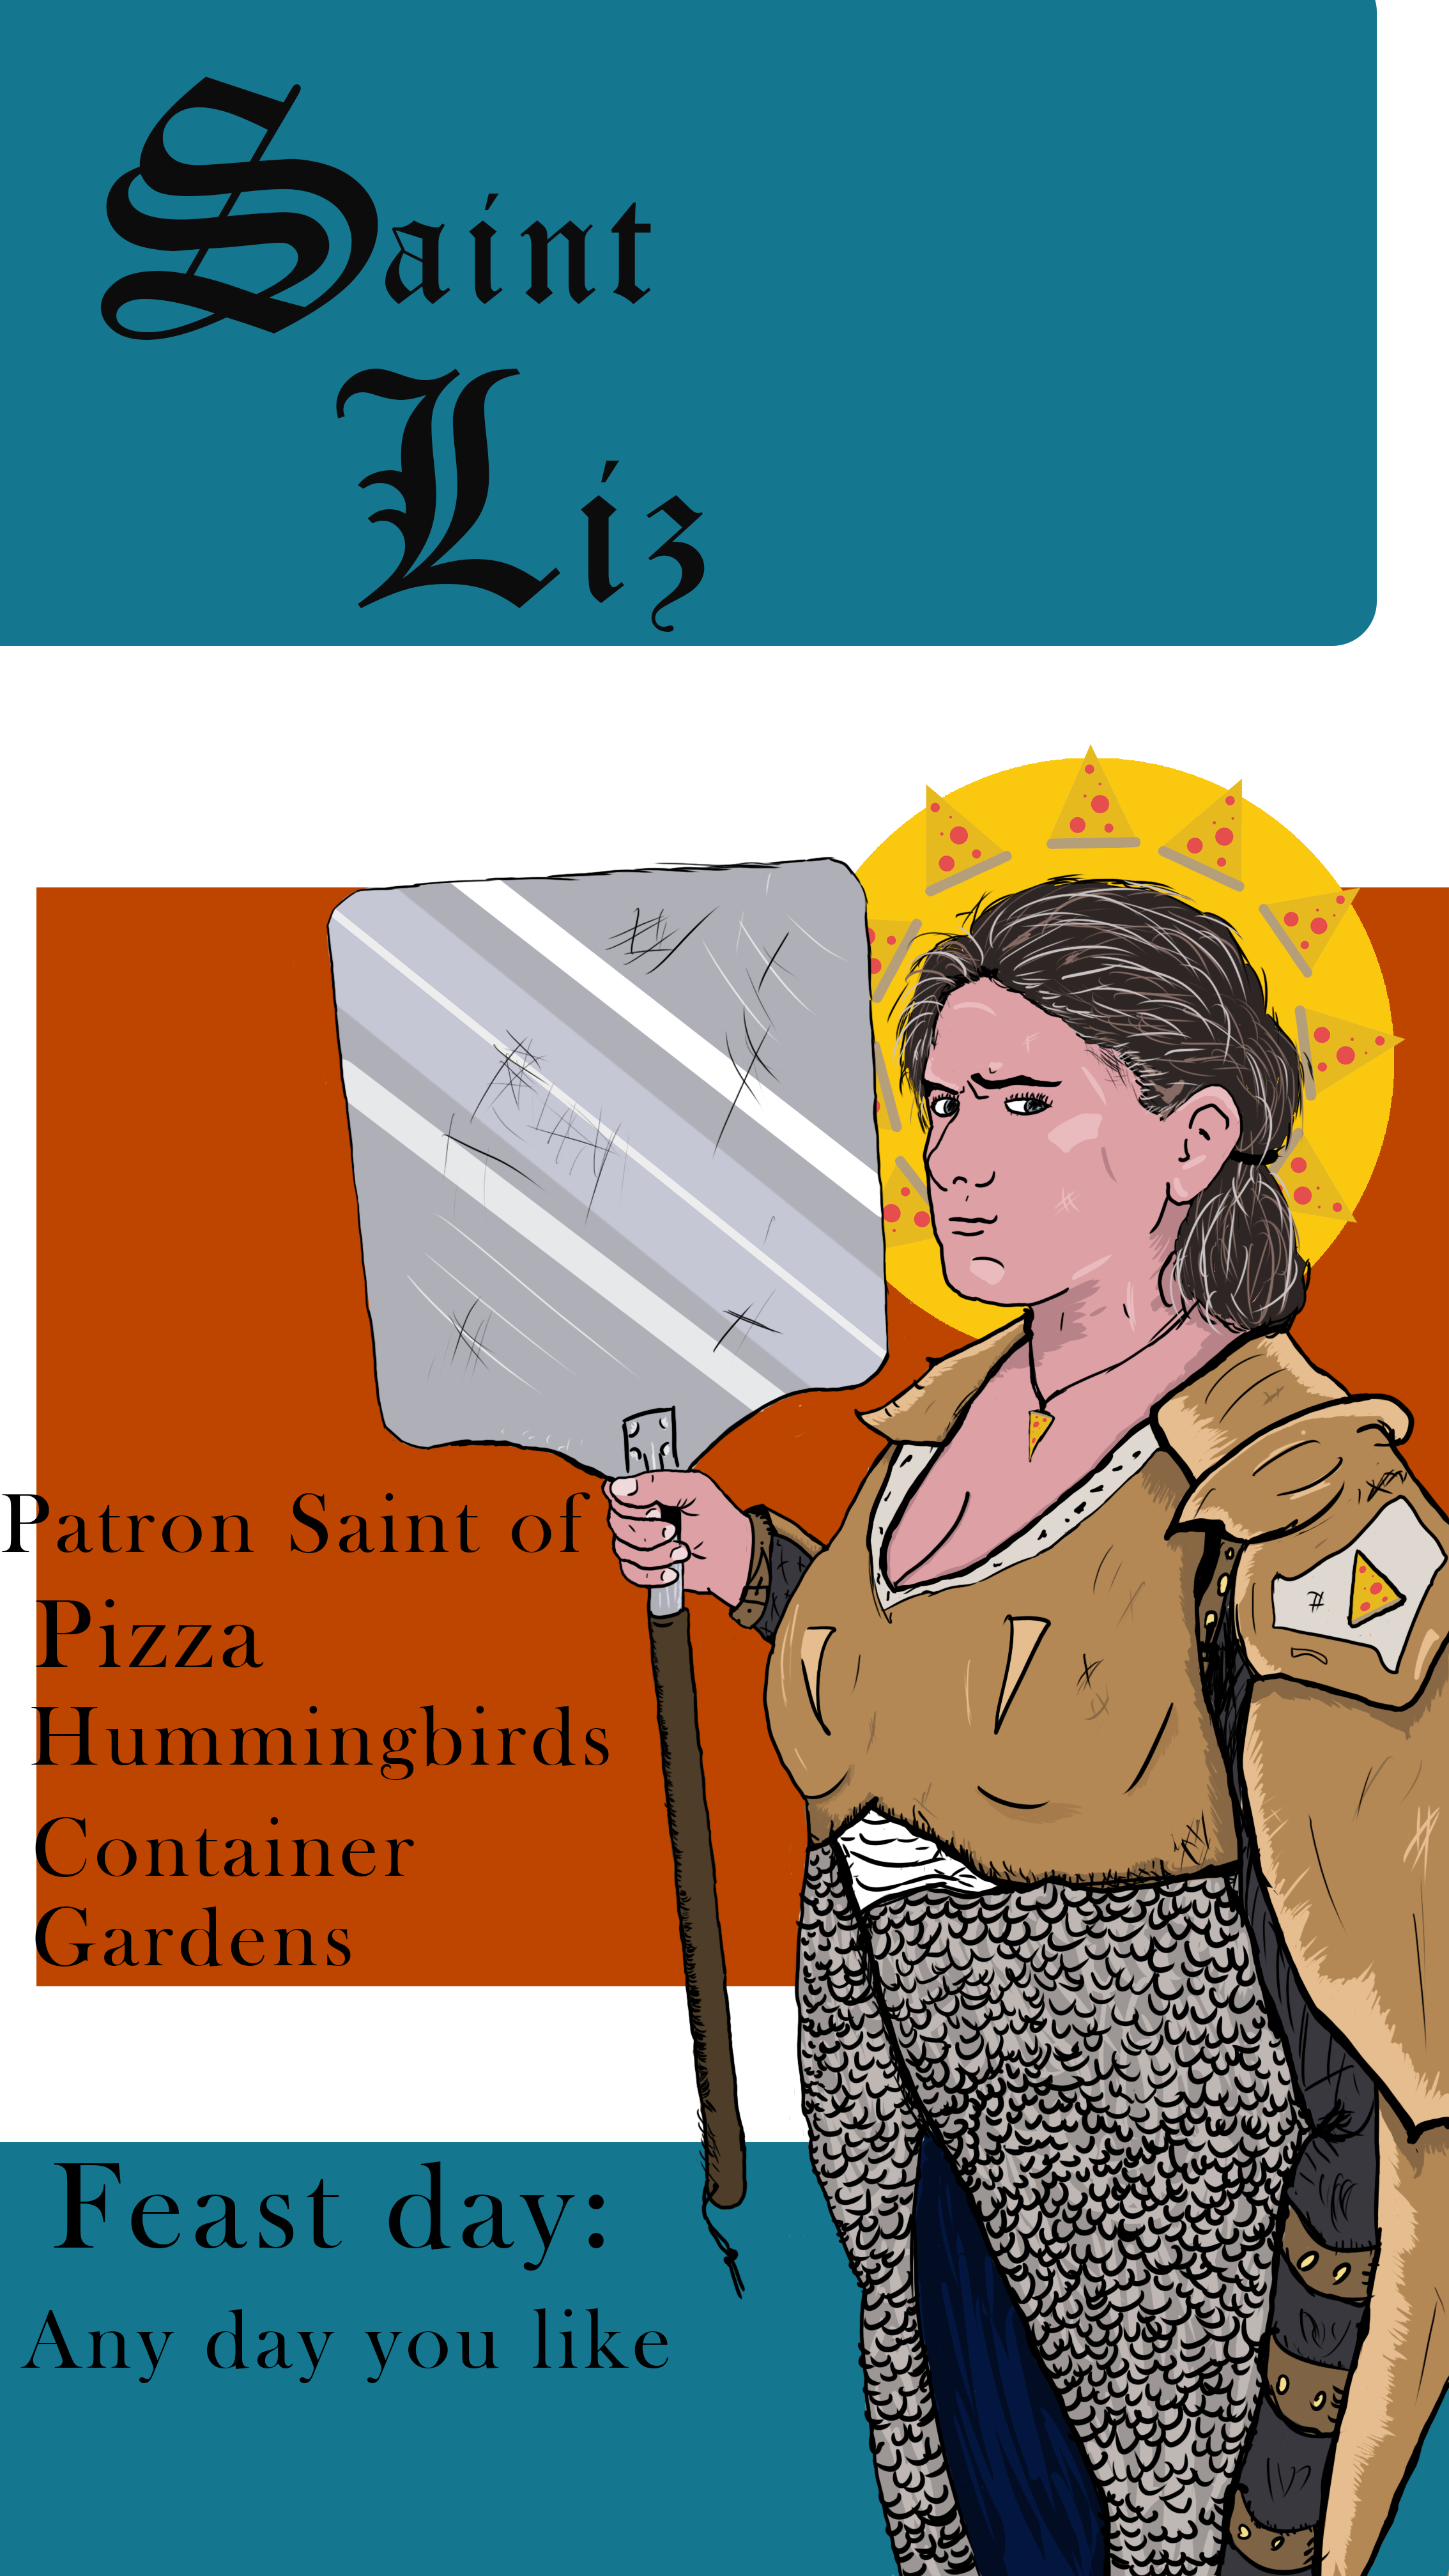 Saint
Liz
Patron Saint of
Pizza
Hummingbirds
Container
Gardens
Feast day:
Any day you like